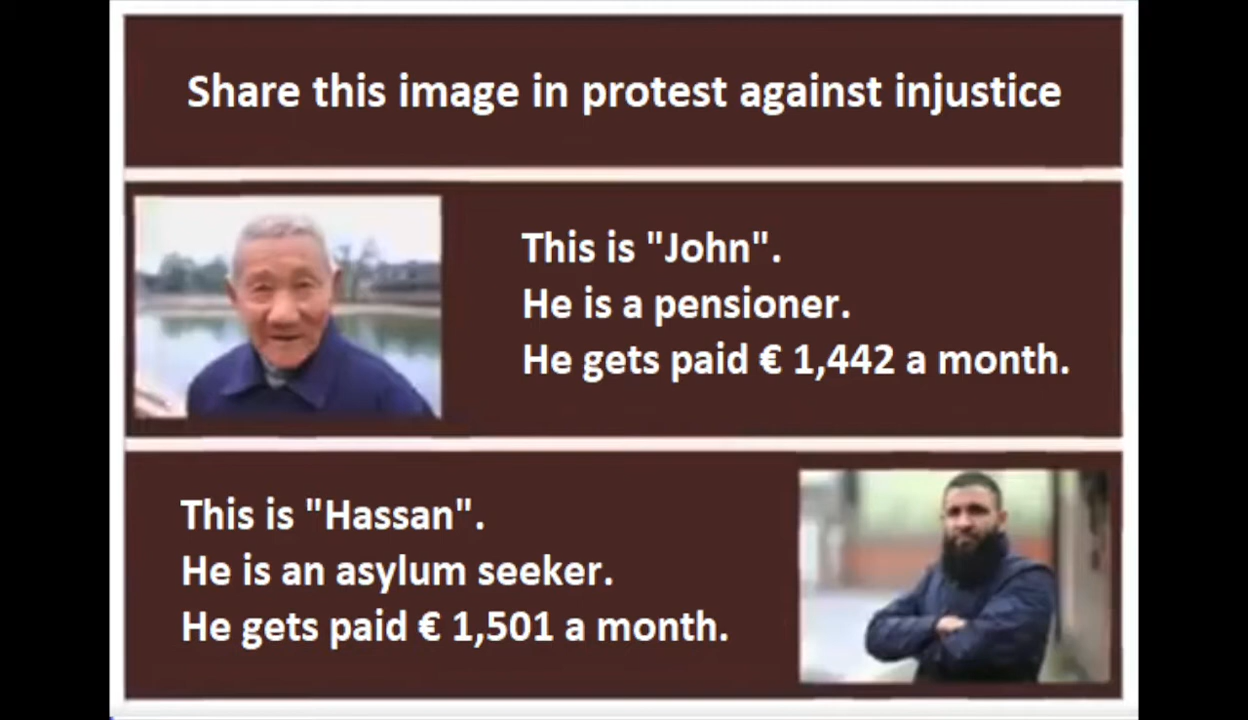 Share this image in protest against injustice
This is "John".
He is a pensioner.
He gets paid € 1,442 a month.
This is "Hassan".
He is an asylum seeker.
He gets paid € 1,501 a month.